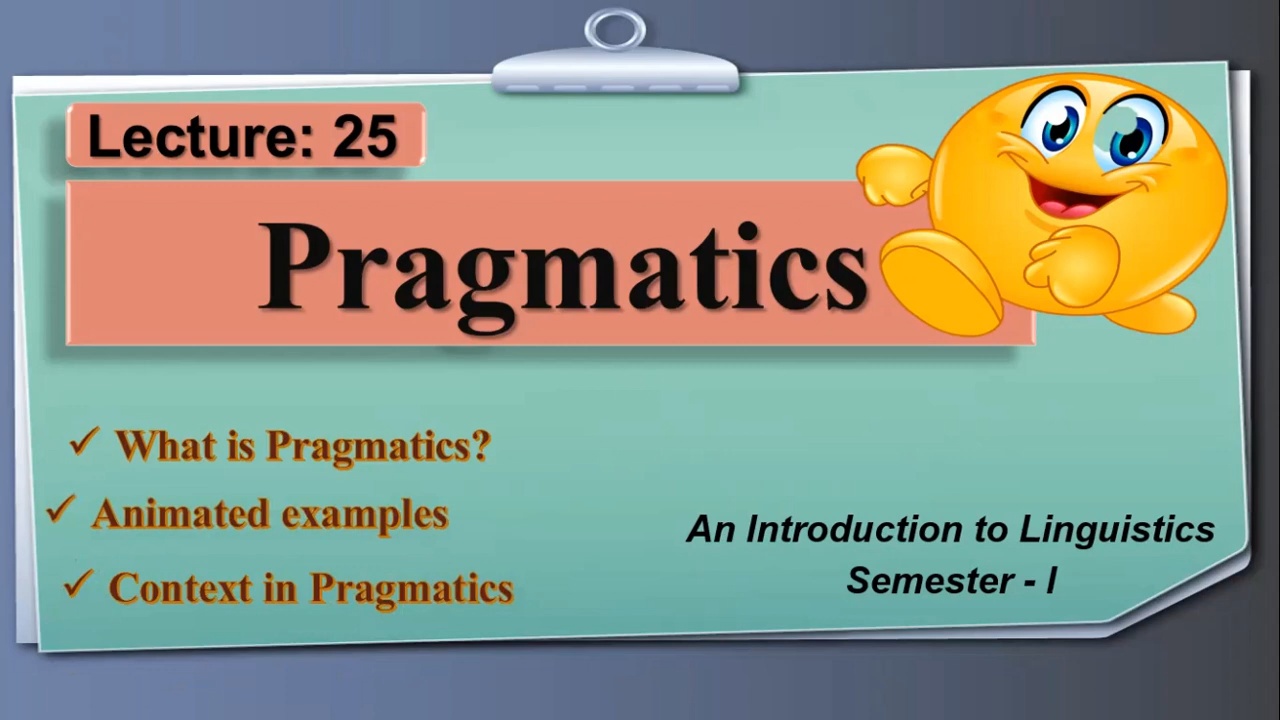 Lecture: 25
Pragmatics
✓ What is Pragmatics?
✓ Animated examples
✓ Context in Pragmatics
An Introduction to Linguistics
Semester - I